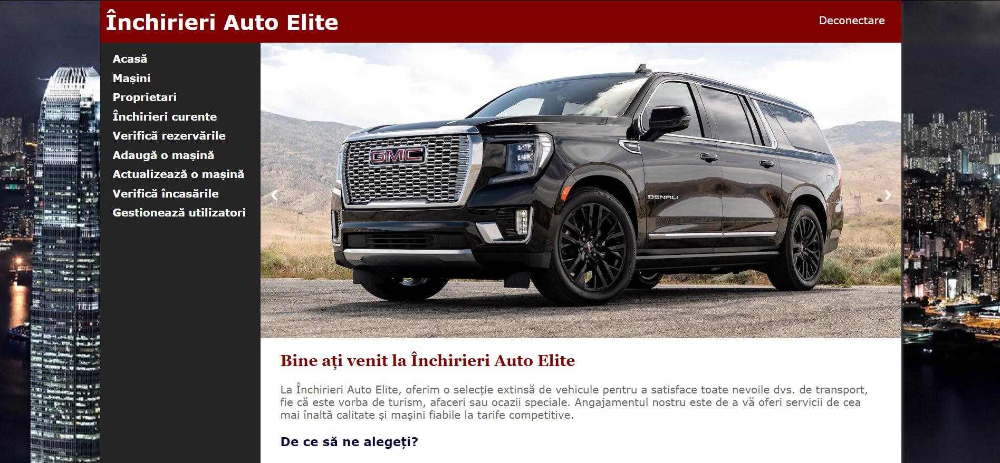 Închirieri Auto Elite
Deconectare
Acasă
Mașini
Proprietari
Închirieri curente
Verifică rezervările
Adaugă o mașină
Actualizează o mașină
Verifică încasările
Gestionează utilizatori
GMC
DENALI
Bine ați venit la Închirieri Auto Elite
La Închirieri Auto Elite, oferim o selecție extinsă de vehicule pentru a satisface toate nevoile dvs. de transport,
fie că este vorba de turism, afaceri sau ocazii speciale. Angajamentul nostru este de a vă oferi servicii de cea
mai înaltă calitate și mașini fiabile la tarife competitive.
De ce să ne alegeți?